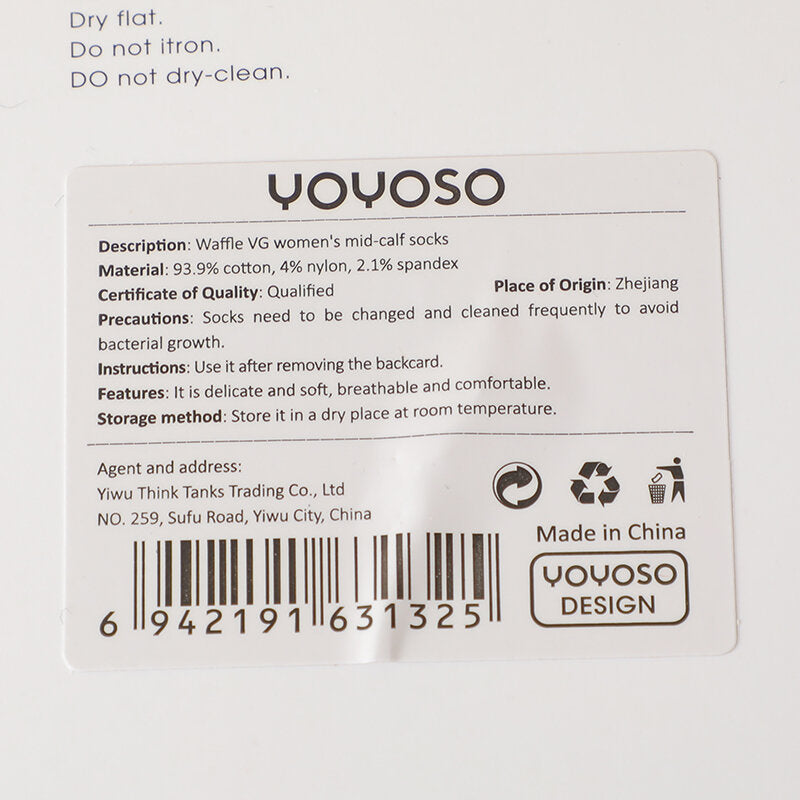 Dry flat.
Do not itron.
DO not dry-clean.
YOYOSO
Description: Waffle VG women's mid-calf socks
Material: 93.9% cotton, 4% nylon, 2.1% spandex
Certificate of Quality: Qualified Place of Origin: Zhejiang
Precautions: Socks need to be changed and cleaned frequently to avoid
bacterial growth.
Instructions: Use it after removing the backcard.
Features: It is delicate and soft, breathable and comfortable.
Storage method: Store it in a dry place at room temperature.
Agent and address:
Yiwu Think Tanks Trading Co., Ltd
NO. 259, Sufu Road, Yiwu City, China
Made in China
YOYOSO
DESIGN
6 942191 631325